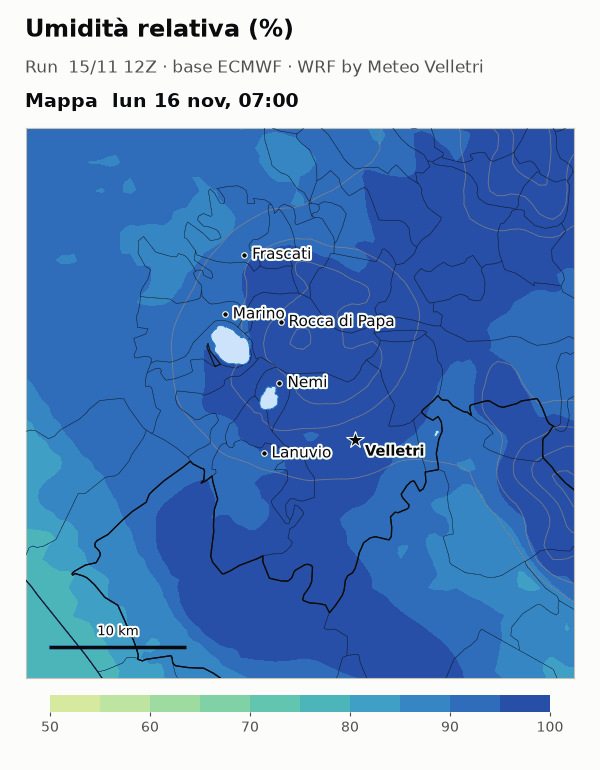 Umidità relativa (%)
Run  15/11 12Z · base ECMWF · WRF by Meteo Velletri
Mappa  lun 16 nov, 07:00
Frascati
Marino
Rocca di Papa
Nemi
Lanuvio
Velletri
10 km
50 60 70 80 90 100